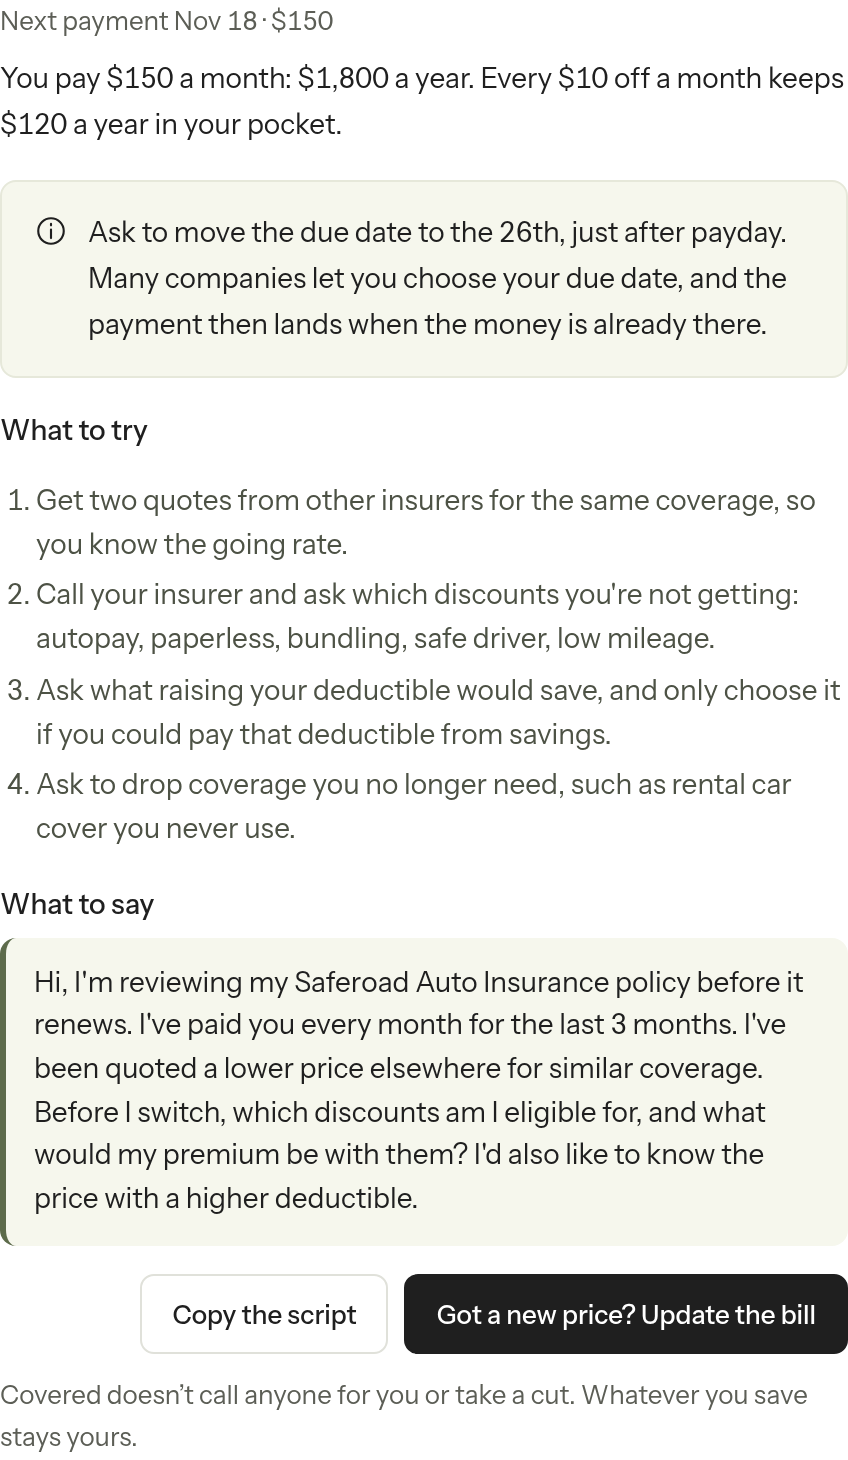 Next payment Nov 18 · $150
You pay $150 a month: $1,800 a year. Every $10 off a month keeps
$120 a year in your pocket.
Ask to move the due date to the 26th, just after payday.
Many companies let you choose your due date, and the
payment then lands when the money is already there.
What to try
1. Get two quotes from other insurers for the same coverage, so
you know the going rate.
2. Call your insurer and ask which discounts you're not getting:
autopay, paperless, bundling, safe driver, low mileage.
3. Ask what raising your deductible would save, and only choose it
if you could pay that deductible from savings.
4. Ask to drop coverage you no longer need, such as rental car
cover you never use.
What to say
Hi, I'm reviewing my Saferoad Auto Insurance policy before it
renews. I've paid you every month for the last 3 months. I've
been quoted a lower price elsewhere for similar coverage.
Before I switch, which discounts am I eligible for, and what
would my premium be with them? I'd also like to know the
price with a higher deductible.
Copy the script
Got a new price? Update the bill
Covered doesn’t call anyone for you or take a cut. Whatever you save
stays yours.